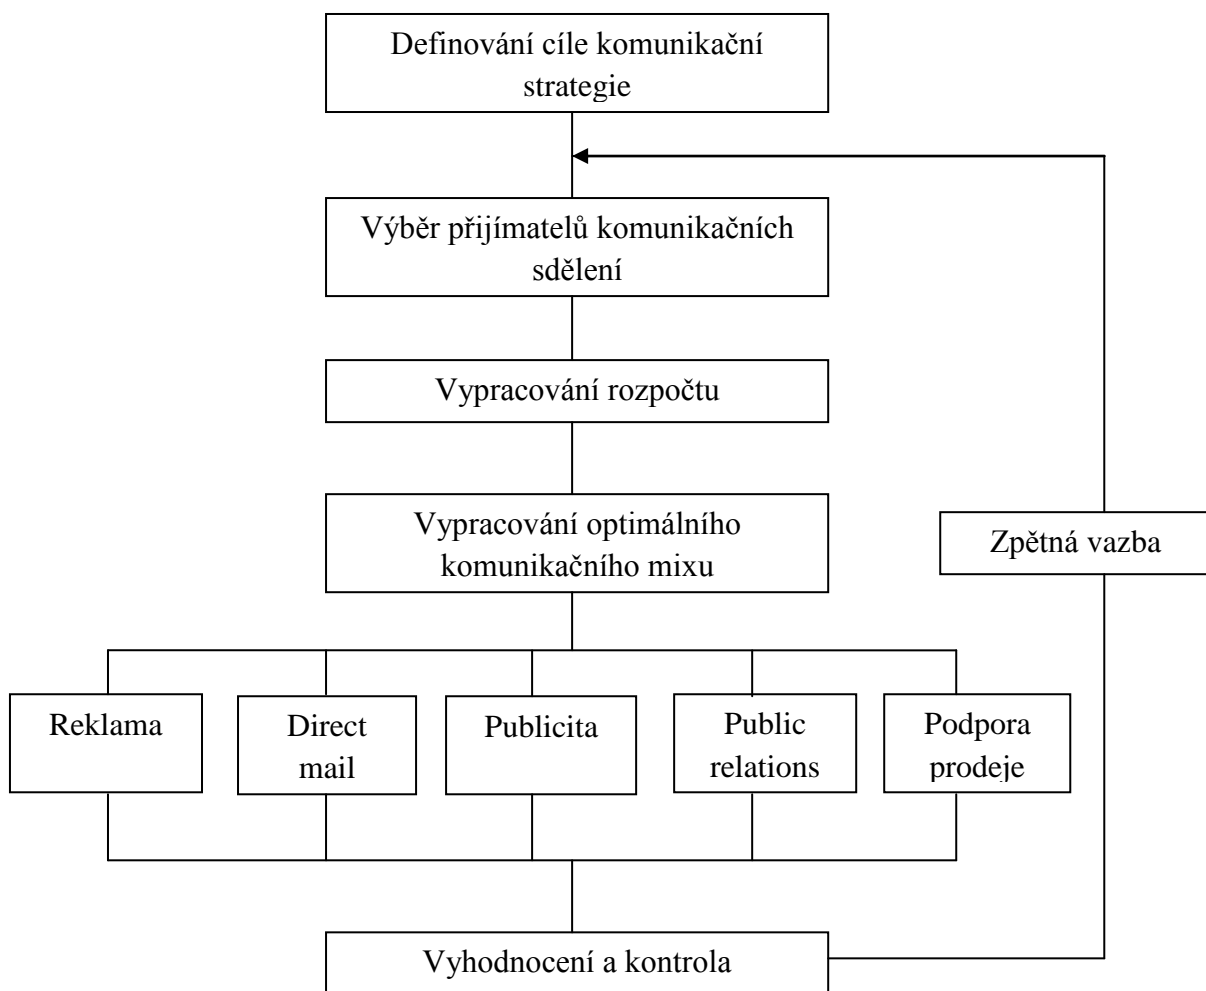 Definování cíle komunikační
strategie
Výběr přijímatelů komunikačních
sdělení
Vypracování rozpočtu
Vypracování optimálního
komunikačního mixu
Zpětná vazba
Reklama
Direct
mail
Publicita
Public
relations
Podpora
prodeje
Vyhodnocení a kontrola